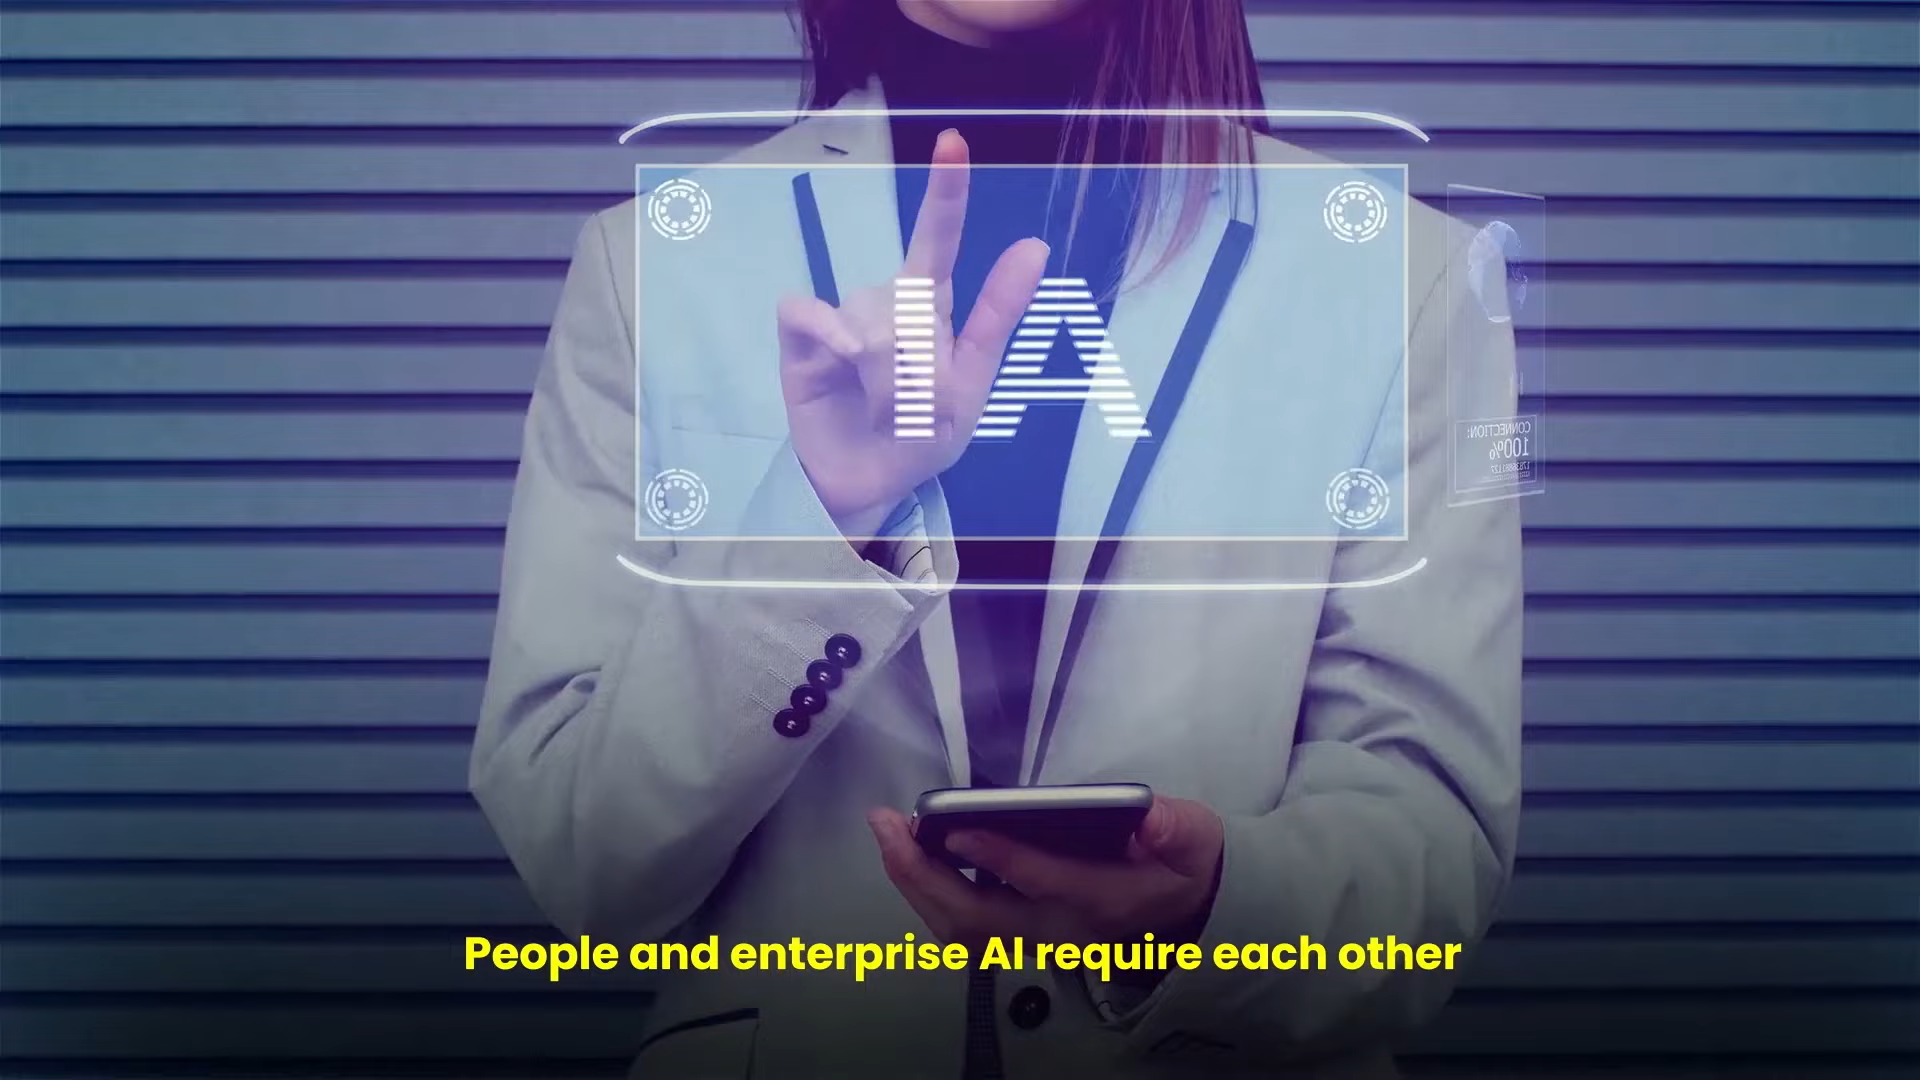 IA
CONNECTION:
100%
People and enterprise AI require each other